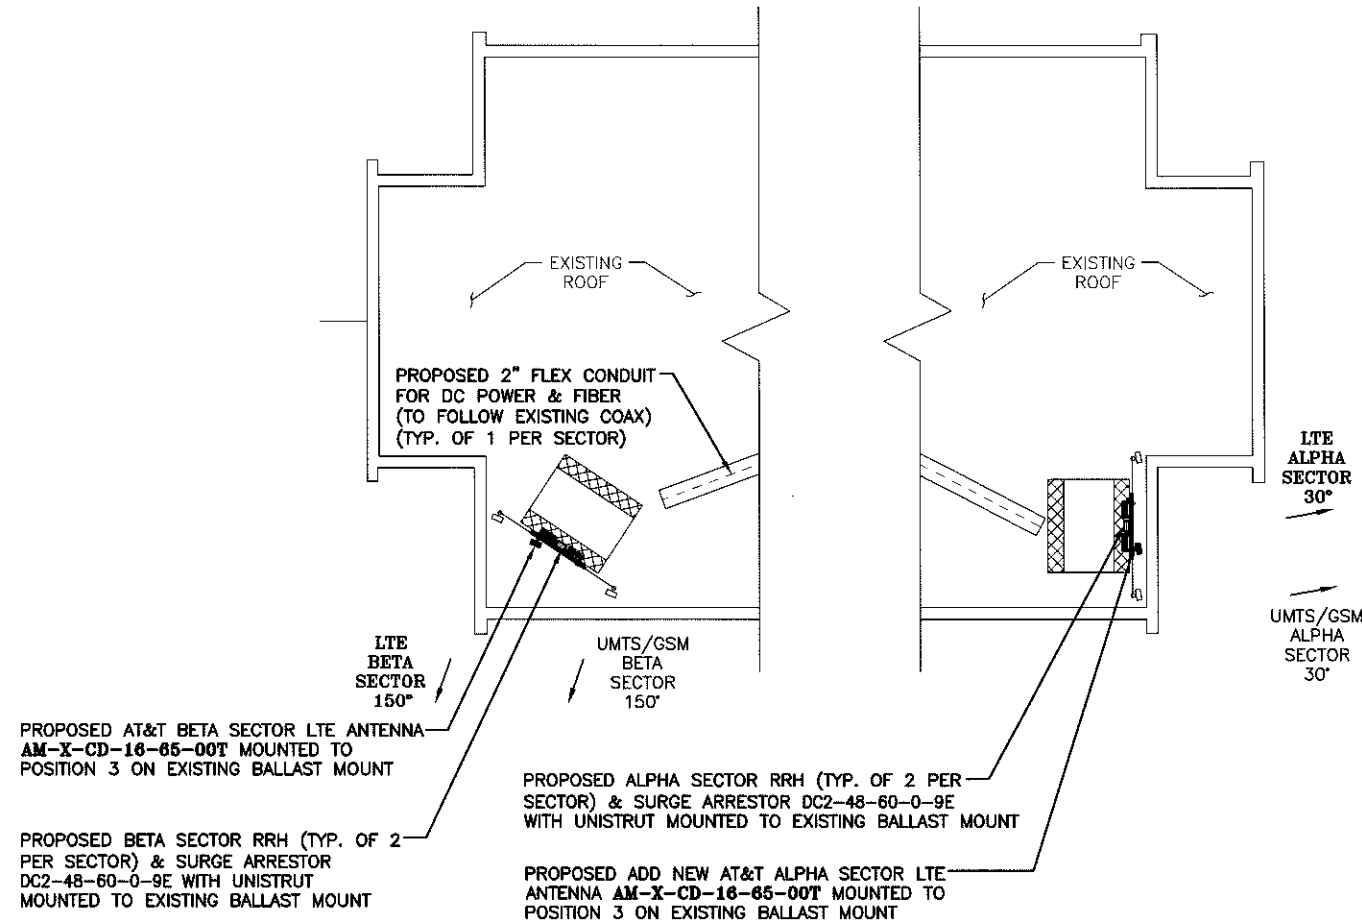 EXISTING
ROOF
EXISTING
ROOF
PROPOSED 2" FLEX CONDUIT
FOR DC POWER & FIBER
(TO FOLLOW EXISTING COAX)
(TYP. OF 1 PER SECTOR)
LTE
ALPHA
SECTOR
30°
UMTS/GSM
ALPHA
SECTOR
30°
LTE
BETA
SECTOR
150°
UMTS/GSM
BETA
SECTOR
150°
PROPOSED AT&T BETA SECTOR LTE ANTENNA
AM-X-CD-16-65-00T MOUNTED TO
POSITION 3 ON EXISTING BALLAST MOUNT
PROPOSED BETA SECTOR RRH (TYP. OF 2
PER SECTOR) & SURGE ARRESTOR
DC2-48-60-0-9E WITH UNISTRUT
MOUNTED TO EXISTING BALLAST MOUNT
PROPOSED ALPHA SECTOR RRH (TYP. OF 2 PER
SECTOR) & SURGE ARRESTOR DC2-48-60-0-9E
WITH UNISTRUT MOUNTED TO EXISTING BALLAST MOUNT
PROPOSED ADD NEW AT&T ALPHA SECTOR LTE
ANTENNA AM-X-CD-16-65-00T MOUNTED TO
POSITION 3 ON EXISTING BALLAST MOUNT